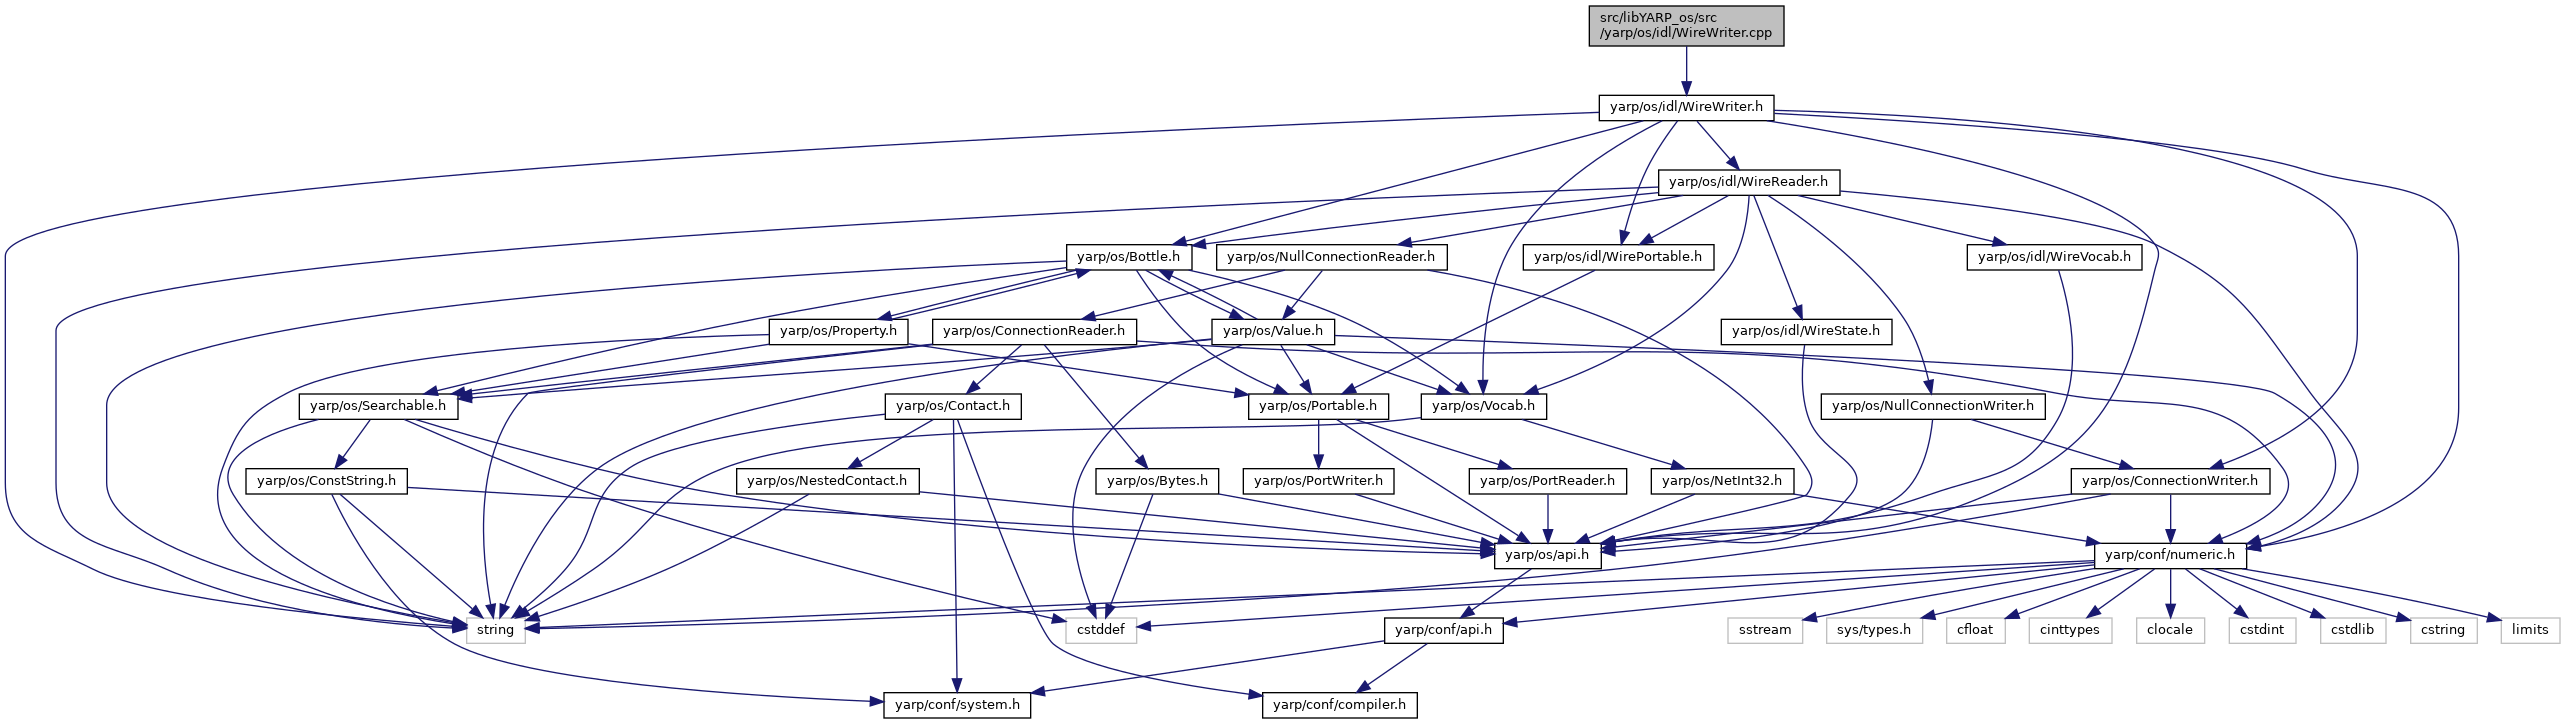 src/libYARP_os/src
/yarp/os/idl/WireWriter.cpp
yarp/os/idl/WireWriter.h
yarp/os/idl/WireReader.h
yarp/os/Bottle.h
yarp/os/NullConnectionReader.h
yarp/os/idl/WirePortable.h
yarp/os/idl/WireVocab.h
yarp/os/Property.h
yarp/os/ConnectionReader.h
yarp/os/Value.h
yarp/os/idl/WireState.h
yarp/os/Searchable.h
yarp/os/Contact.h
yarp/os/Portable.h
yarp/os/Vocab.h
yarp/os/NullConnectionWriter.h
yarp/os/ConstString.h
yarp/os/NestedContact.h
yarp/os/Bytes.h
yarp/os/PortWriter.h
yarp/os/PortReader.h
yarp/os/NetInt32.h
yarp/os/ConnectionWriter.h
yarp/os/api.h
yarp/conf/numeric.h
string
cstddef
yarp/conf/api.h
sstream
sys/types.h
cfloat
cinttypes
clocale
cstdint
cstdlib
cstring
limits
yarp/conf/system.h
yarp/conf/compiler.h